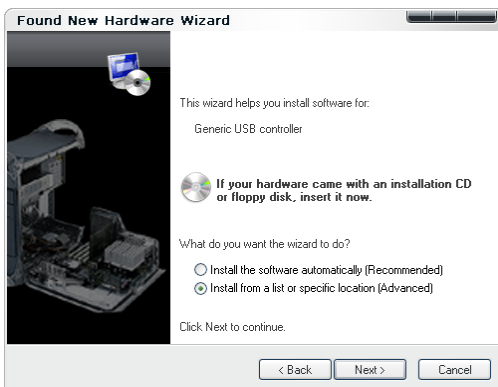 Found New Hardware Wizard
This wizard helps you install software for:
Generic USB controller
If your hardware came with an installation CD
or floppy disk, insert it now.
What do you want the wizard to do?
Install the software automatically (Recommended)
Install from a list or specific location (Advanced)
Click Next to continue.
< Back
Next >
Cancel